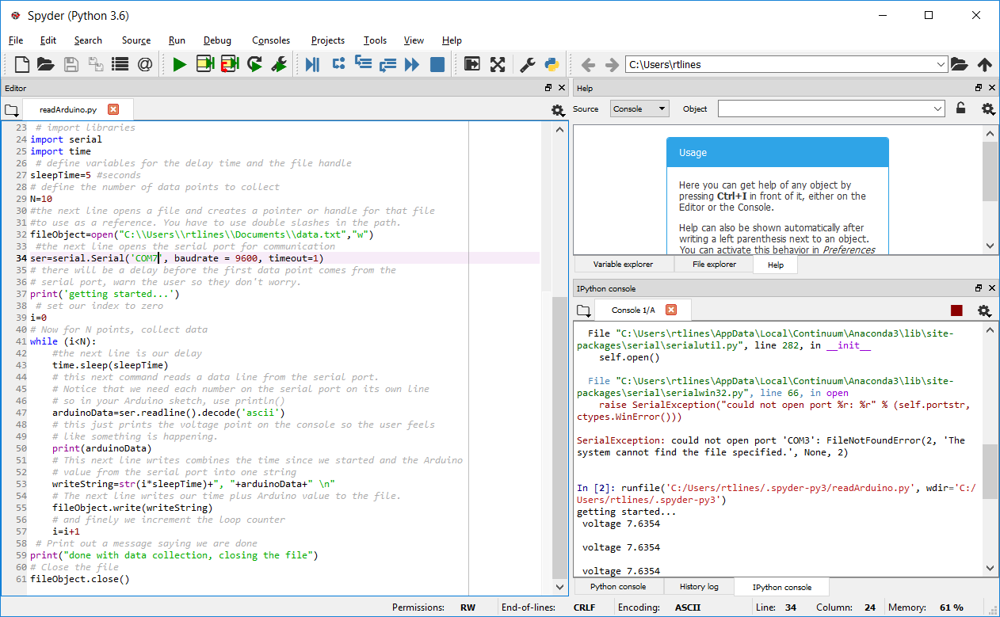 Spyder (Python 3.6)
File Edit Search Source Run Debug Consoles Projects Tools View Help
C:\Users\rtlines
Editor
readArduino.py
23 # import libraries
24 import serial
25 import time
26 # define variables for the delay time and the file handle
27 sleepTime=5 #seconds
28 # define the number of data points to collect
29 N=10
30 #the next line opens a file and creates a pointer or handle for that file
31 #to use as a reference. You have to use double slashes in the path.
32 fileObject=open("C:\\Users\\rtlines\\Documents\\data.txt","w")
33 #the next line opens the serial port for communication
34 ser=serial.Serial('COM7', baudrate = 9600, timeout=1)
35 # there will be a delay before the first data point comes from the
36 # serial port, warn the user so they don't worry.
37 print('getting started...')
38 # set our index to zero
39 i=0
40 # Now for N points, collect data
41 while (i<N):
42 #the next line is our delay
43 time.sleep(sleepTime)
44 # this next command reads a data line from the serial port.
45 # Notice that we need each number on the serial port on its own line
46 # so in your Arduino sketch, use println()
47 arduinoData=ser.readline().decode('ascii')
48 # this just prints the voltage point on the console so the user feels
49 # like something is happening.
50 print(arduinoData)
51 # This next line writes combines the time since we started and the Arduino
52 # value from the serial port into one string
53 writeString=str(i*sleepTime)+", "+arduinoData+" \n"
54 # The next line writes our time plus Arduino value to the file.
55 fileObject.write(writeString)
56 # and finely we increment the loop counter
57 i=i+1
58 # Print out a message saying we are done
59 print("done with data collection, closing the file")
60 # Close the file
61 fileObject.close()
Help
Source Console Object
Usage
Here you can get help of any object by
pressing Ctrl+I in front of it, either on the
Editor or the Console.
Help can also be shown automatically after
writing a left parenthesis next to an object.
You can activate this behavior in Preferences
Variable explorer File explorer Help
IPython console
Console 1/A
File "C:\Users\rtlines\AppData\Local\Continuum\Anaconda3\lib\site-
packages\serial\serialutil.py", line 282, in __init__
self.open()
File "C:\Users\rtlines\AppData\Local\Continuum\Anaconda3\lib\site-
packages\serial\serialwin32.py", line 66, in open
raise SerialException("could not open port %r: %r" % (self.portstr,
ctypes.WinError()))
SerialException: could not open port 'COM3': FileNotFoundError(2, 'The
system cannot find the file specified.', None, 2)
In [2]: runfile('C:/Users/rtlines/.spyder-py3/readArduino.py', wdir='C:/
Users/rtlines/.spyder-py3')
getting started...
voltage 7.6354
voltage 7.6354
voltage 7.6354
Python console History log IPython console
Permissions: RW End-of-lines: CRLF Encoding: ASCII Line: 34 Column: 24 Memory: 61 %